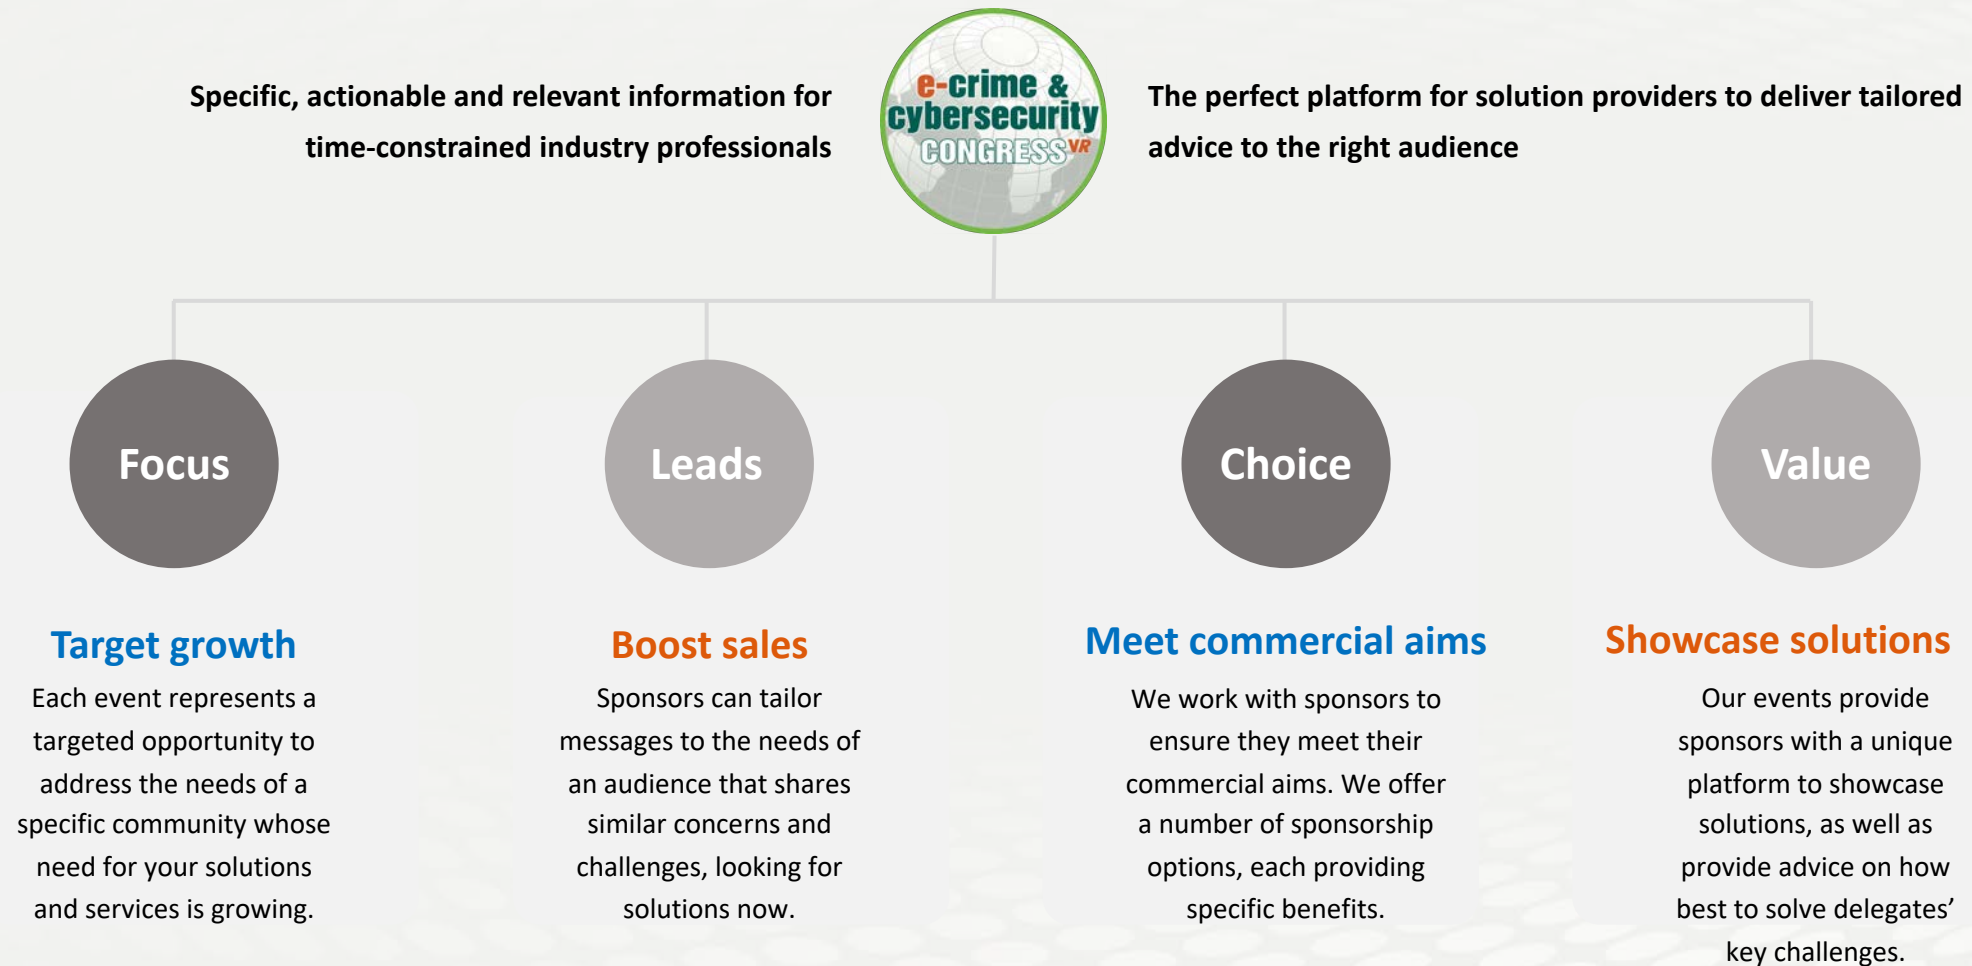 Specific, actionable and relevant information for
time-constrained industry professionals
e-crime &
cybersecurity
CONGRESS VR
The perfect platform for solution providers to deliver tailored
advice to the right audience
Focus
Leads
Choice
Value
Target growth
Each event represents a
targeted opportunity to
address the needs of a
specific community whose
need for your solutions
and services is growing.
Boost sales
Sponsors can tailor
messages to the needs of
an audience that shares
similar concerns and
challenges, looking for
solutions now.
Meet commercial aims
We work with sponsors to
ensure they meet their
commercial aims. We offer
a number of sponsorship
options, each providing
specific benefits.
Showcase solutions
Our events provide
sponsors with a unique
platform to showcase
solutions, as well as
provide advice on how
best to solve delegates’
key challenges.